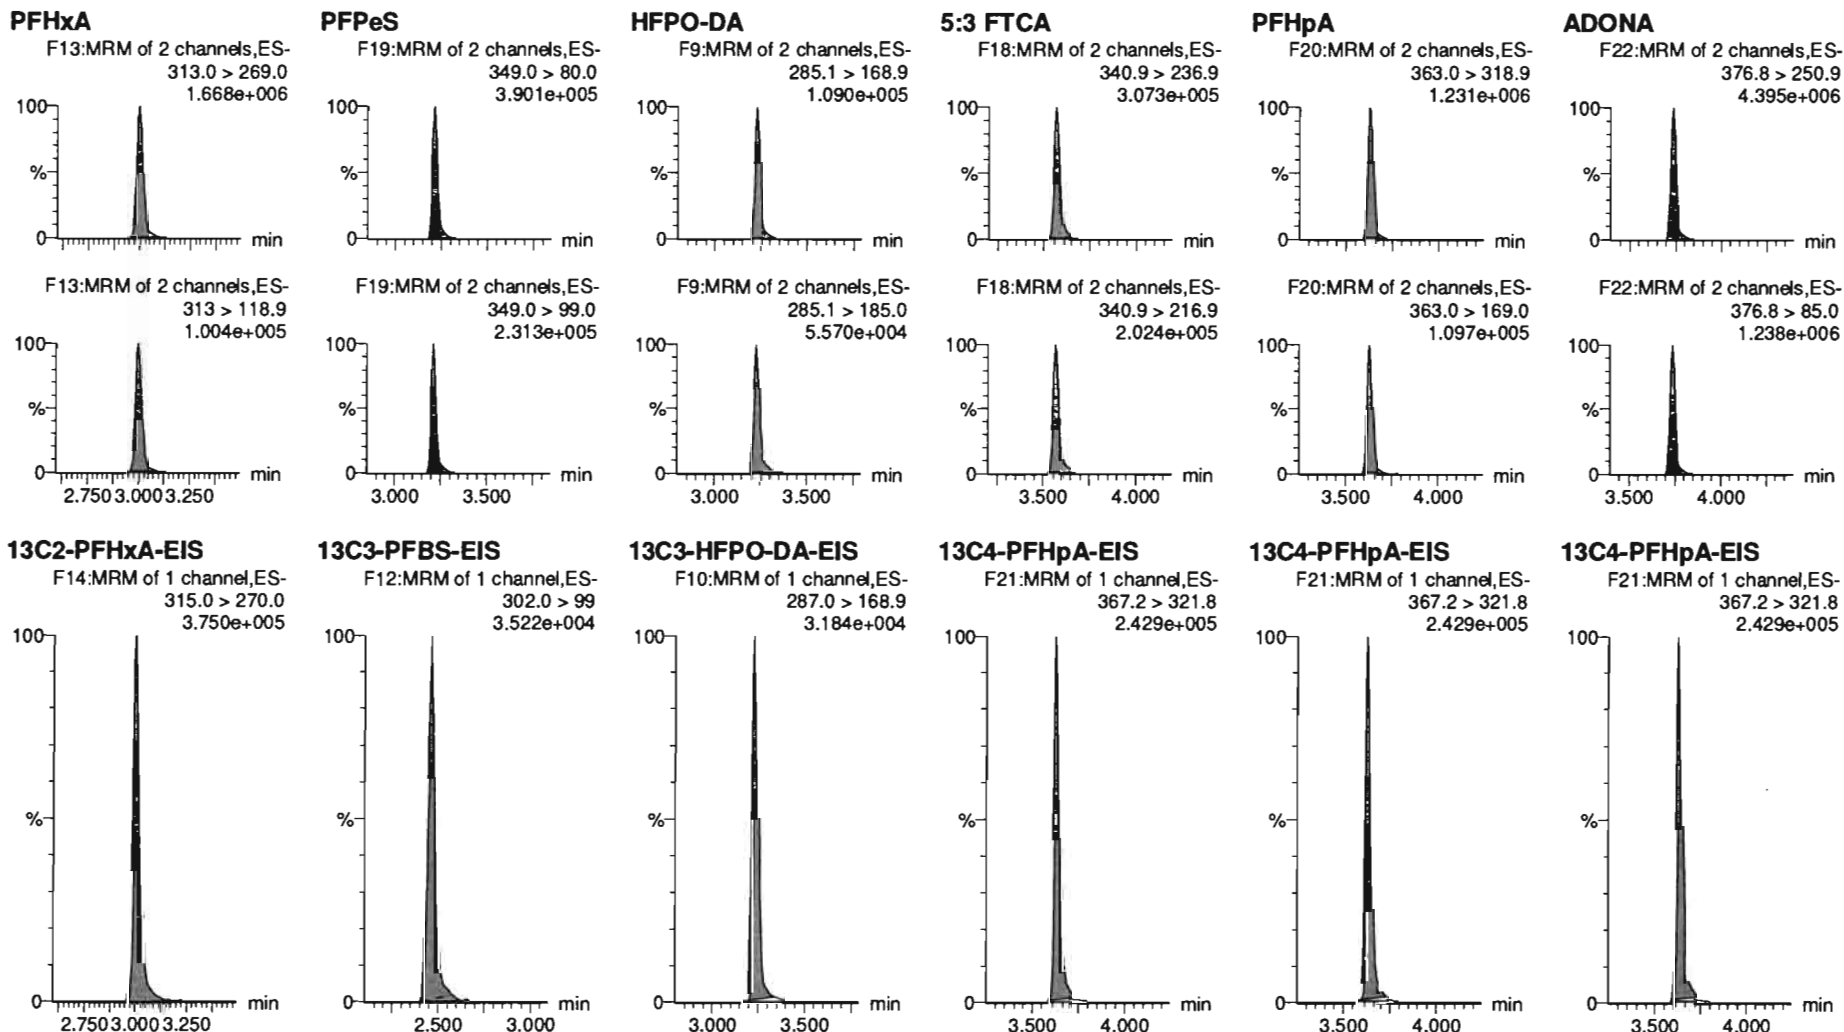 PFHxA
F13:MRM of 2 channels,ES-
313.0 > 269.0
1.668e+006
100
%
0
min
F13:MRM of 2 channels,ES-
313 > 118.9
1.004e+005
100
%
0
min
2.750 3.000 3.250
PFPeS
F19:MRM of 2 channels,ES-
349.0 > 80.0
3.901e+005
100
%
0
min
F19:MRM of 2 channels,ES-
349.0 > 99.0
2.313e+005
100
%
0
min
3.000 3.500
HFPO-DA
F9:MRM of 2 channels,ES-
285.1 > 168.9
1.090e+005
100
%
0
min
F9:MRM of 2 channels,ES-
285.1 > 185.0
5.570e+004
100
%
0
min
3.000 3.500
5:3 FTCA
F18:MRM of 2 channels,ES-
340.9 > 236.9
3.073e+005
100
%
0
min
F18:MRM of 2 channels,ES-
340.9 > 216.9
2.024e+005
100
%
0
min
3.500 4.000
PFHpA
F20:MRM of 2 channels,ES-
363.0 > 318.9
1.231e+006
100
%
0
min
F20:MRM of 2 channels,ES-
363.0 > 169.0
1.097e+005
100
%
0
min
3.500 4.000
ADONA
F22:MRM of 2 channels,ES-
376.8 > 250.9
4.395e+006
100
%
0
min
F22:MRM of 2 channels,ES-
376.8 > 85.0
1.238e+006
100
%
0
min
3.500 4.000
13C2-PFHxA-EIS
F14:MRM of 1 channel,ES-
315.0 > 270.0
3.750e+005
100
%
0
min
2.750 3.000 3.250
13C3-PFBS-EIS
F12:MRM of 1 channel,ES-
302.0 > 99
3.522e+004
100
%
0
min
2.500 3.000
13C3-HFPO-DA-EIS
F10:MRM of 1 channel,ES-
287.0 > 168.9
3.184e+004
100
%
0
min
3.000 3.500
13C4-PFHpA-EIS
F21:MRM of 1 channel,ES-
367.2 > 321.8
2.429e+005
100
%
0
min
3.500 4.000
13C4-PFHpA-EIS
F21:MRM of 1 channel,ES-
367.2 > 321.8
2.429e+005
100
%
0
min
3.500 4.000
13C4-PFHpA-EIS
F21:MRM of 1 channel,ES-
367.2 > 321.8
2.429e+005
100
%
0
min
3.500 4.000